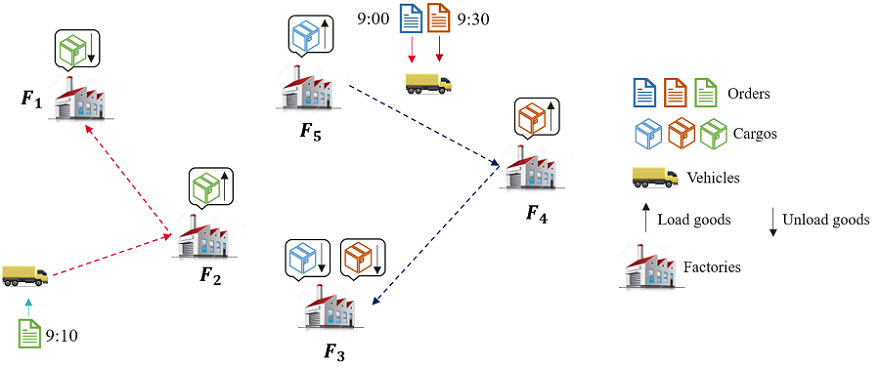 9:00
9:30
F1
F5
Orders
F4
Cargos
Vehicles
F2
Load goods
Unload goods
Factories
9:10
F3